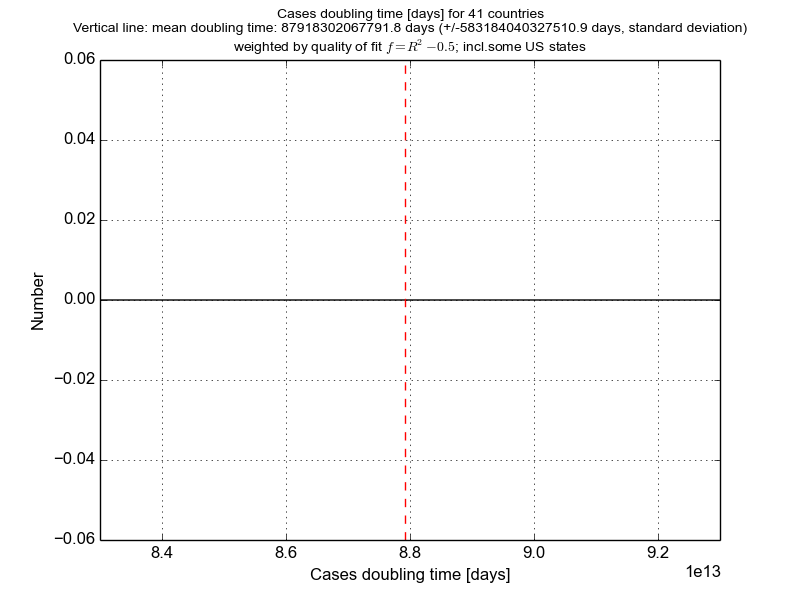 Cases doubling time [days] for 41 countries
Vertical line: mean doubling time: 87918302067791.8 days (+/-583184040327510.9 days, standard deviation)
weighted by quality of fit f=R² −0.5; incl.some US states
0.06
0.04
0.02
0.00
−0.02
−0.04
−0.06
Number
8.4 8.6 8.8 9.0 9.2
1e13
Cases doubling time [days]